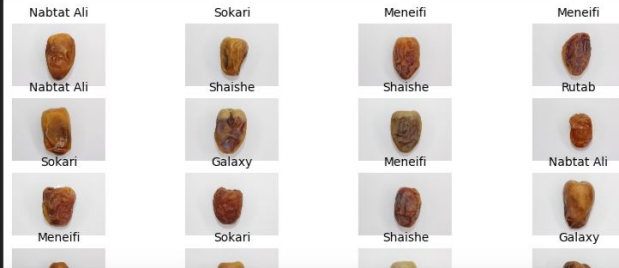 Nabtat Ali Sokari Meneifi Meneifi
Nabtat Ali Shaishe Shaishe Rutab
Sokari Galaxy Meneifi Nabtat Ali
Meneifi Sokari Shaishe Galaxy